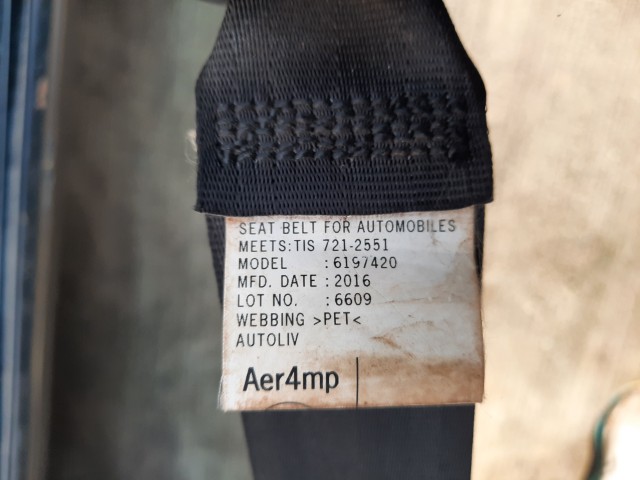 SEAT BELT FOR AUTOMOBILES
MEETS:TIS 721-2551
MODEL :6197420
MFD. DATE :2016
LOT NO. :6609
WEBBING >PET<
AUTOLIV
Aer4mp